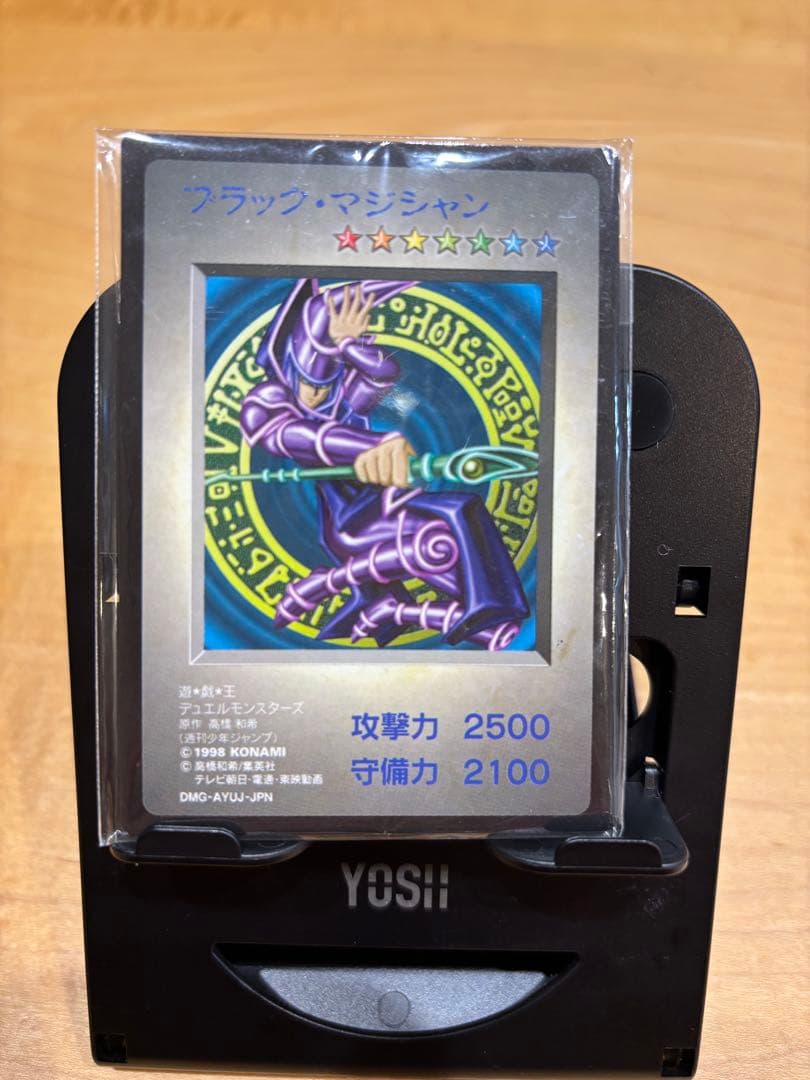 ブラック・マジシャン
遊★戯★王
デュエルモンスターズ
原作 高橋 和希
(週刊少年ジャンプ)
© 1998 KONAMI
© 高橋和希/集英社
テレビ朝日・電通・東映動画
DMG-AYUJ-JPN
攻撃力 2500
守備力 2100
YOSH